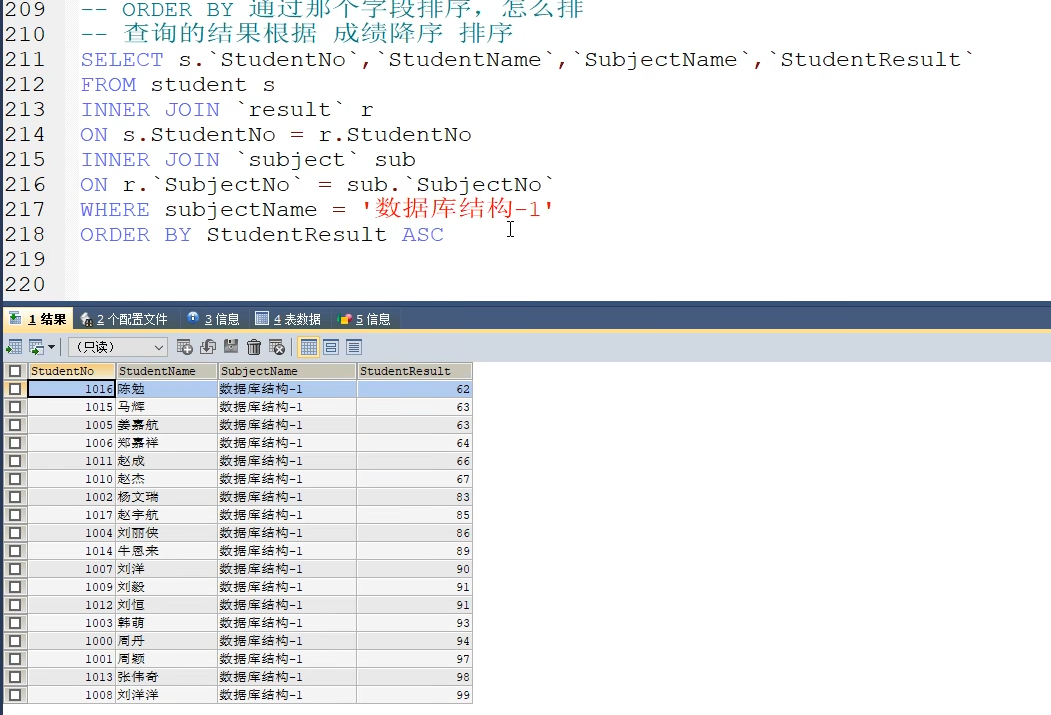 209 -- ORDER BY 通过那个字段排序，怎么排
210 -- 查询的结果根据 成绩降序 排序
211 SELECT s.`StudentNo`,`StudentName`,`SubjectName`,`StudentResult`
212 FROM student s
213 INNER JOIN `result` r
214 ON s.StudentNo = r.StudentNo
215 INNER JOIN `subject` sub
216 ON r.`SubjectNo` = sub.`SubjectNo`
217 WHERE subjectName = '数据库结构-1'
218 ORDER BY StudentResult ASC
219
220
1 结果 2 个配置文件 3 信息 4 表数据 5 信息
（只读）
StudentNo StudentName SubjectName StudentResult
1016 陈勉 数据库结构-1 62
1015 马辉 数据库结构-1 63
1005 姜嘉航 数据库结构-1 63
1006 郑嘉祥 数据库结构-1 64
1011 赵成 数据库结构-1 66
1010 赵杰 数据库结构-1 67
1002 杨文瑞 数据库结构-1 83
1017 赵宇航 数据库结构-1 85
1004 刘丽侠 数据库结构-1 86
1014 牛恩来 数据库结构-1 89
1007 刘洋 数据库结构-1 90
1009 刘毅 数据库结构-1 91
1012 刘恒 数据库结构-1 91
1003 韩萌 数据库结构-1 93
1000 周丹 数据库结构-1 94
1001 周颖 数据库结构-1 97
1013 张伟奇 数据库结构-1 98
1008 刘洋洋 数据库结构-1 99